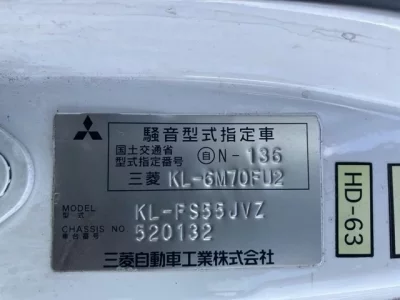 騒音型式指定車
国土交通省
型式指定番号 自 N-136
三菱 KL-6M70FU2
MODEL
型式 KL-FS55JVZ
CHASSIS NO
車台番号 520132
三菱自動車工業株式会社
HD-63